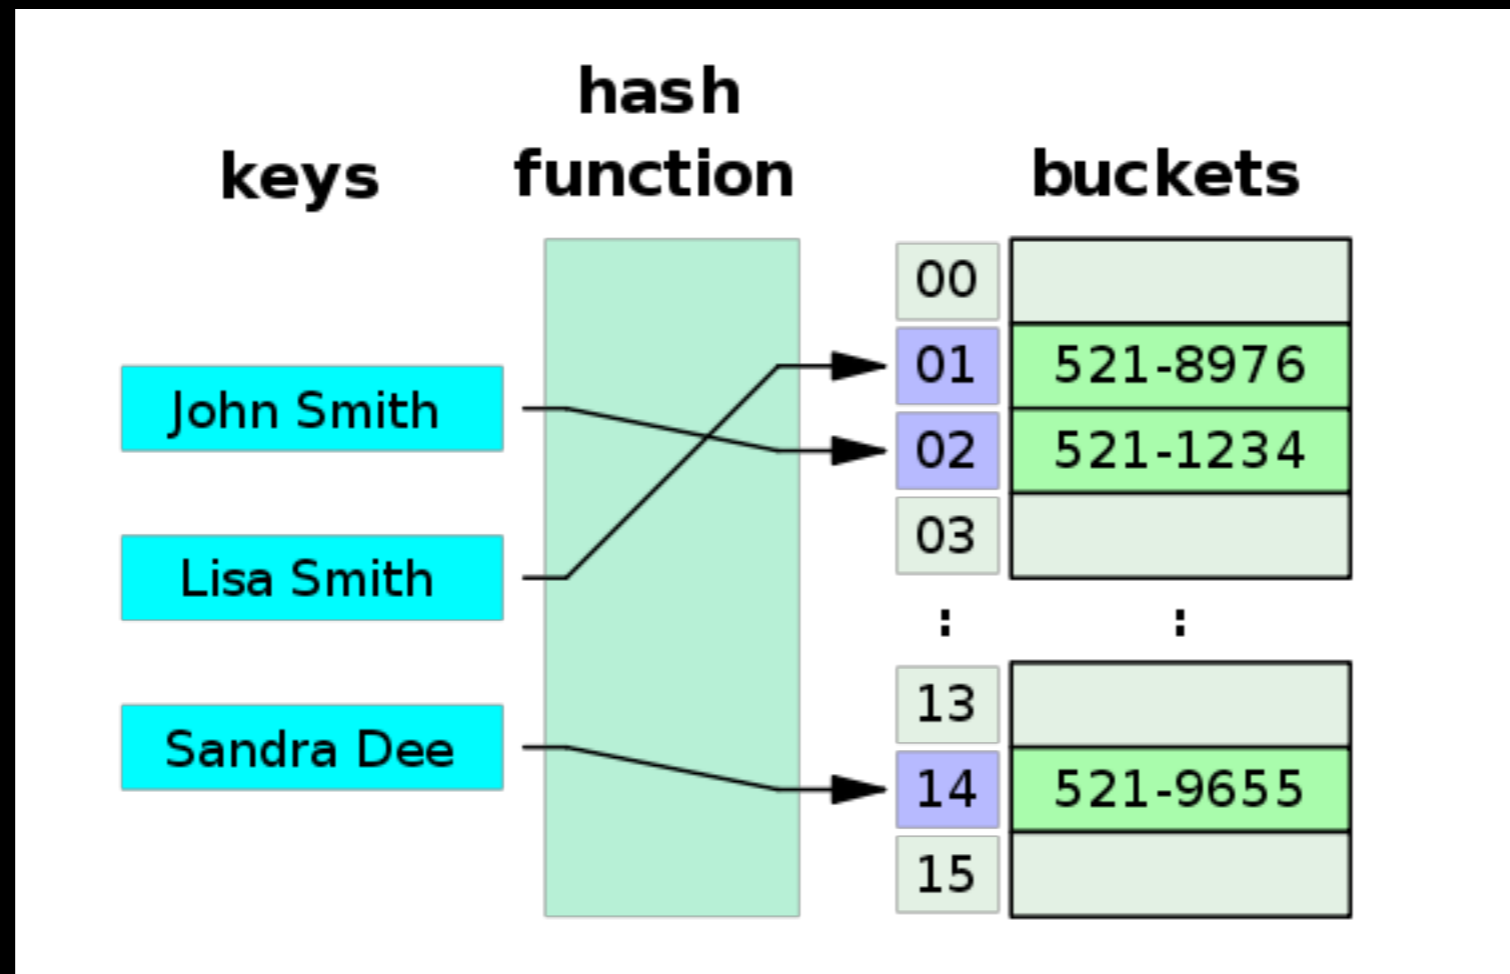 hash
keys function buckets
00
John Smith 01 521-8976
02 521-1234
Lisa Smith 03
: :
Sandra Dee 13
14 521-9655
15